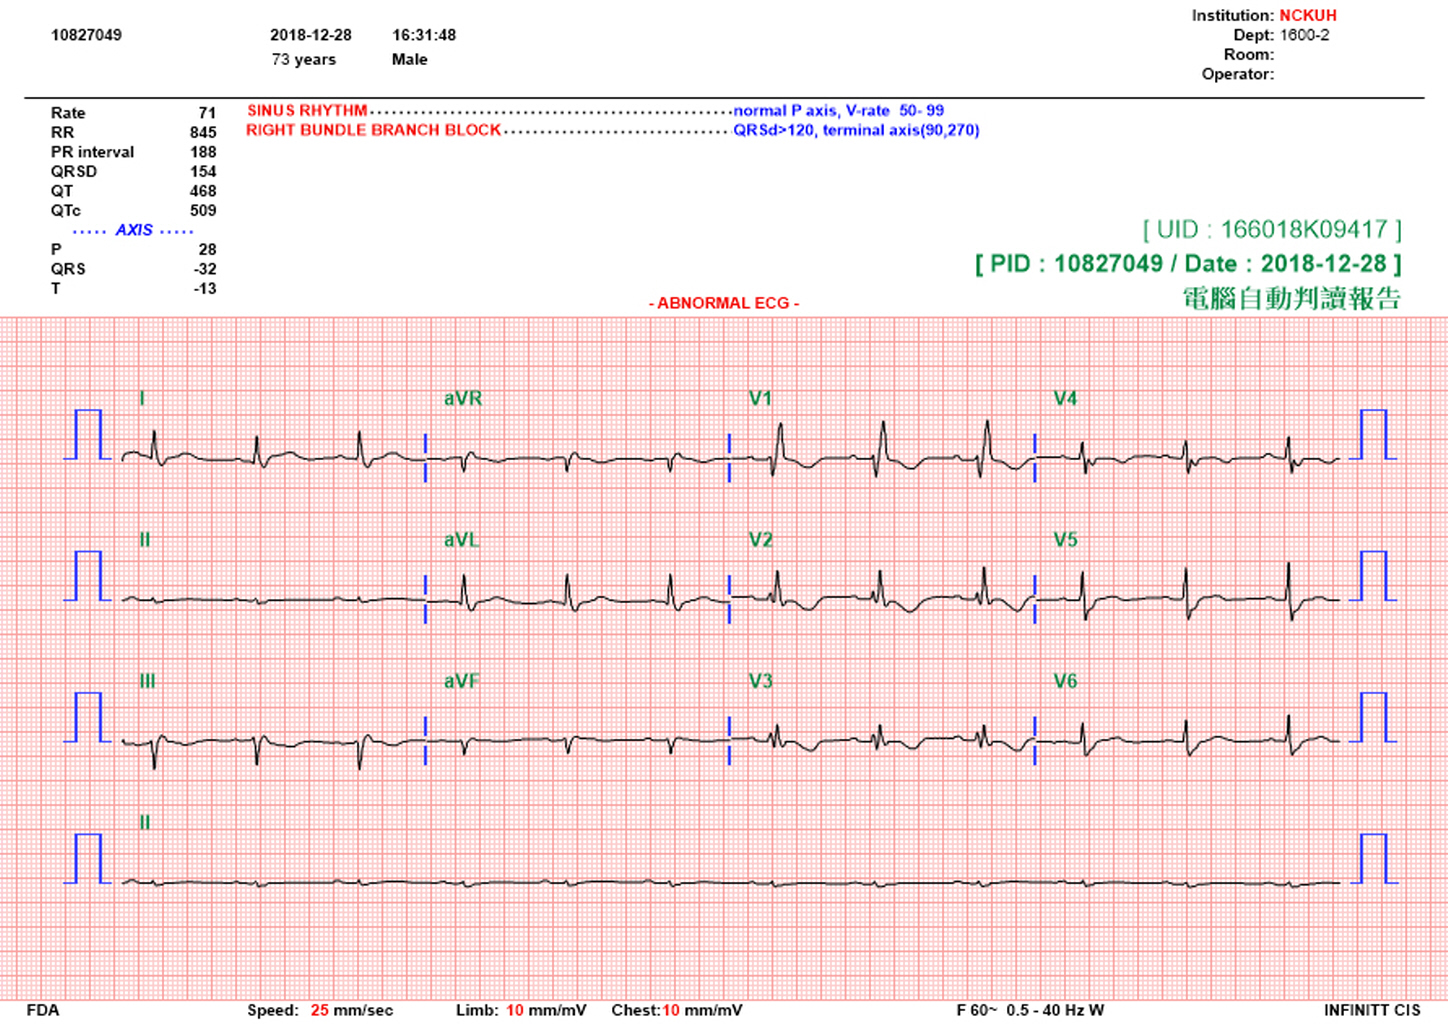 Institution: NCKUH
10827049 2018-12-28 16:31:48 Dept: 1600-2
73 years Male Room:
Operator:
Rate 71 SINUS RHYTHM normal P axis, V-rate 50- 99
RR 845 RIGHT BUNDLE BRANCH BLOCK QRSd>120, terminal axis(90,270)
PR interval 188
QRSD 154
QT 468
QTc 509
AXIS
P 28
QRS -32
T -13
[ UID : 166018K09417 ]
[ PID : 10827049 / Date : 2018-12-28 ]
電腦自動判讀報告
- ABNORMAL ECG -
I aVR V1 V4
II aVL V2 V5
III aVF V3 V6
II
FDA Speed: 25 mm/sec Limb: 10 mm/mV Chest:10 mm/mV F 60~ 0.5 - 40 Hz W INFINITT CIS